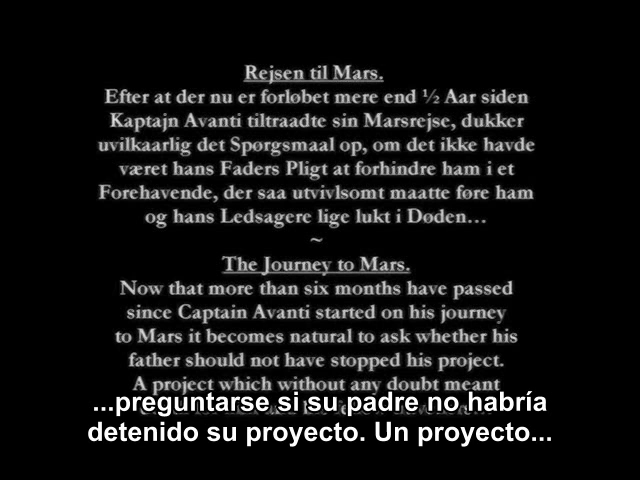 Rejsen til Mars.
Efter at der nu er forløbet mere end ½ Aar siden
Kaptajn Avanti tiltraadte sin Marsrejse, dukker
uvilkaarlig det Spørgsmaal op, om det ikke havde
været hans Faders Pligt at forhindre ham i et
Forehavende, der saa utvivlsomt maatte føre ham
og hans Ledsagere lige lukt i Døden...
~
The Journey to Mars.
Now that more than six months have passed
since Captain Avanti started on his journey
to Mars it becomes natural to ask whether his
father should not have stopped his project.
A project which without any doubt meant
...preguntarse si su padre no habría
detenido su proyecto. Un proyecto...